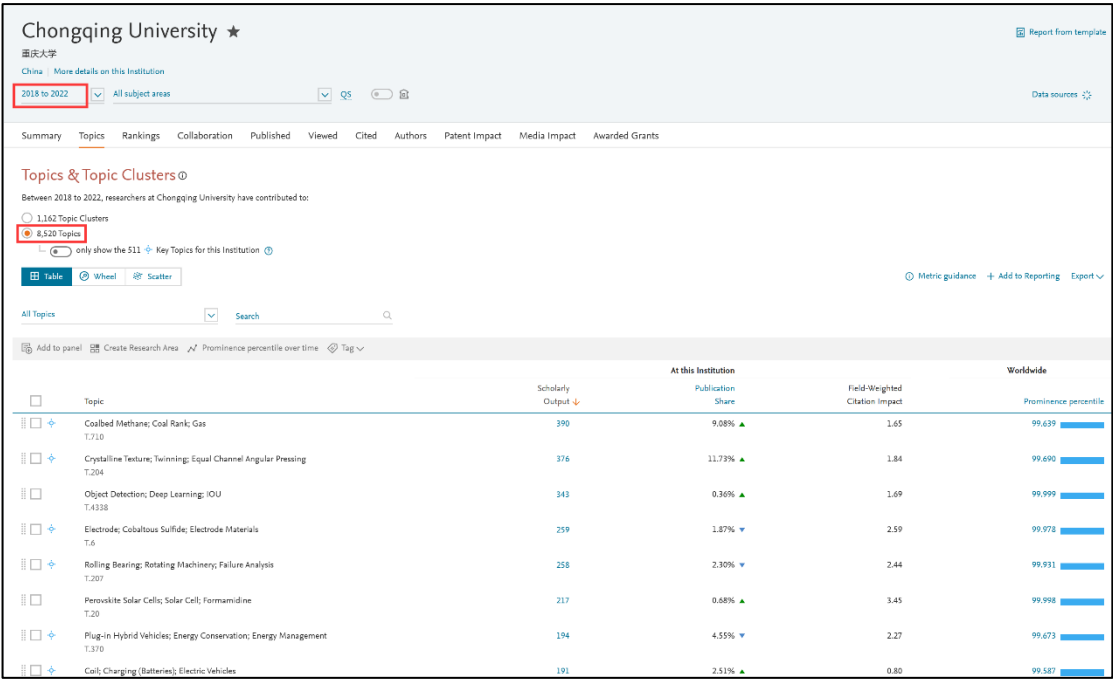 Chongqing University
Report from template
重庆大学
China | More details on this Institution
2018 to 2022 All subject areas QS Data sources
Summary Topics Rankings Collaboration Published Viewed Cited Authors Patent Impact Media Impact Awarded Grants
Topics & Topic Clusters
Between 2018 to 2022, researchers at Chongqing University have contributed to:
1,162 Topic Clusters
8,520 Topics
only show the 511 Key Topics for this Institution
Table Wheel Scatter Metric guidance + Add to Reporting Export
All Topics Search
Add to panel Create Research Area Prominence percentile over time Tag
At this Institution Worldwide
Scholarly Publication Field-Weighted
Topic Output Share Citation Impact Prominence percentile
Coalbed Methane; Coal Rank; Gas 390 9.08% 1.65 99.639
T.710
Crystalline Texture; Twinning; Equal Channel Angular Pressing 376 11.73% 1.84 99.690
T.204
Object Detection; Deep Learning; IOU 343 0.36% 1.69 99.999
T.4338
Electrode; Cobaltous Sulfide; Electrode Materials 259 1.87% 2.59 99.978
T.6
Rolling Bearing; Rotating Machinery; Failure Analysis 258 2.30% 2.44 99.931
T.207
Perovskite Solar Cells; Solar Cell; Formamidine 217 0.68% 3.45 99.998
T.20
Plug-in Hybrid Vehicles; Energy Conservation; Energy Management 194 4.55% 2.27 99.673
T.370
Coil; Charging (Batteries); Electric Vehicles 191 2.51% 0.80 99.587